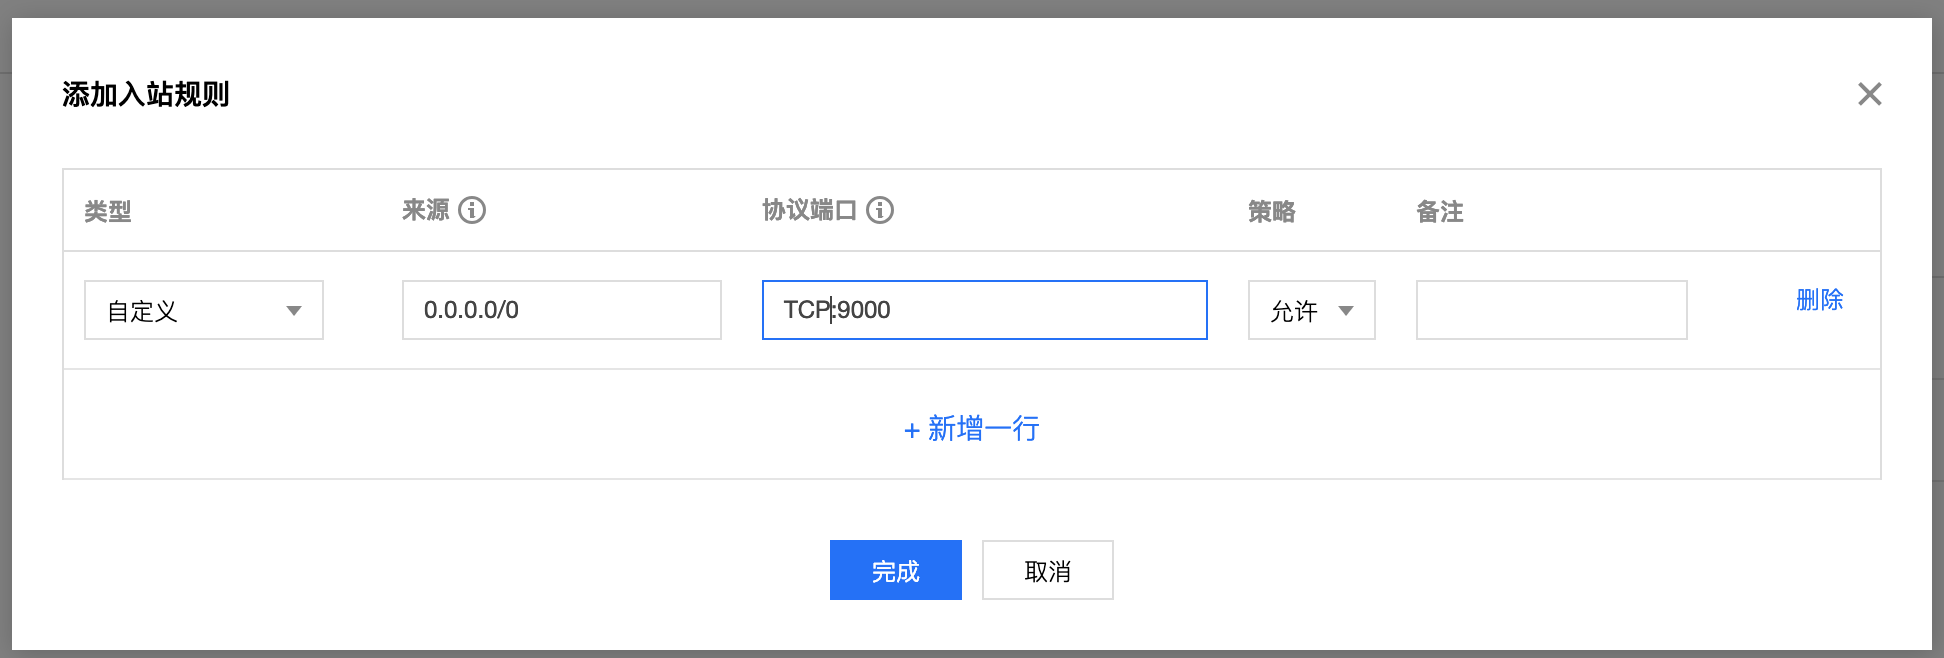 添加入站规则
类型 来源 协议端口 策略 备注
自定义 0.0.0.0/0 TCP:9000 允许 删除
+ 新增一行
完成 取消